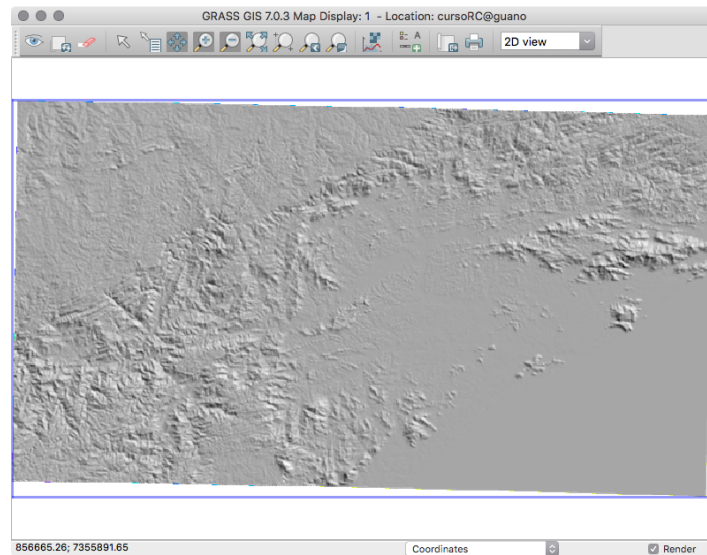 GRASS GIS 7.0.3 Map Display: 1 - Location: cursoRC@guano
2D view
856665.26; 7355891.65
Coordinates
Render